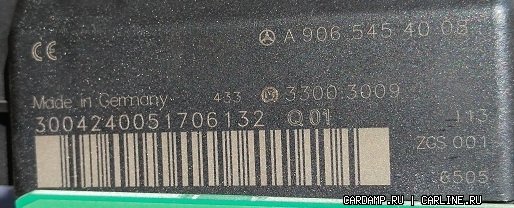 CE A 906 545 40 08
Made in Germany 433 3300 3009
3004240051706132 Q 01 113
ZGS 001
6505
CARDAMP.RU | CARLINE.RU